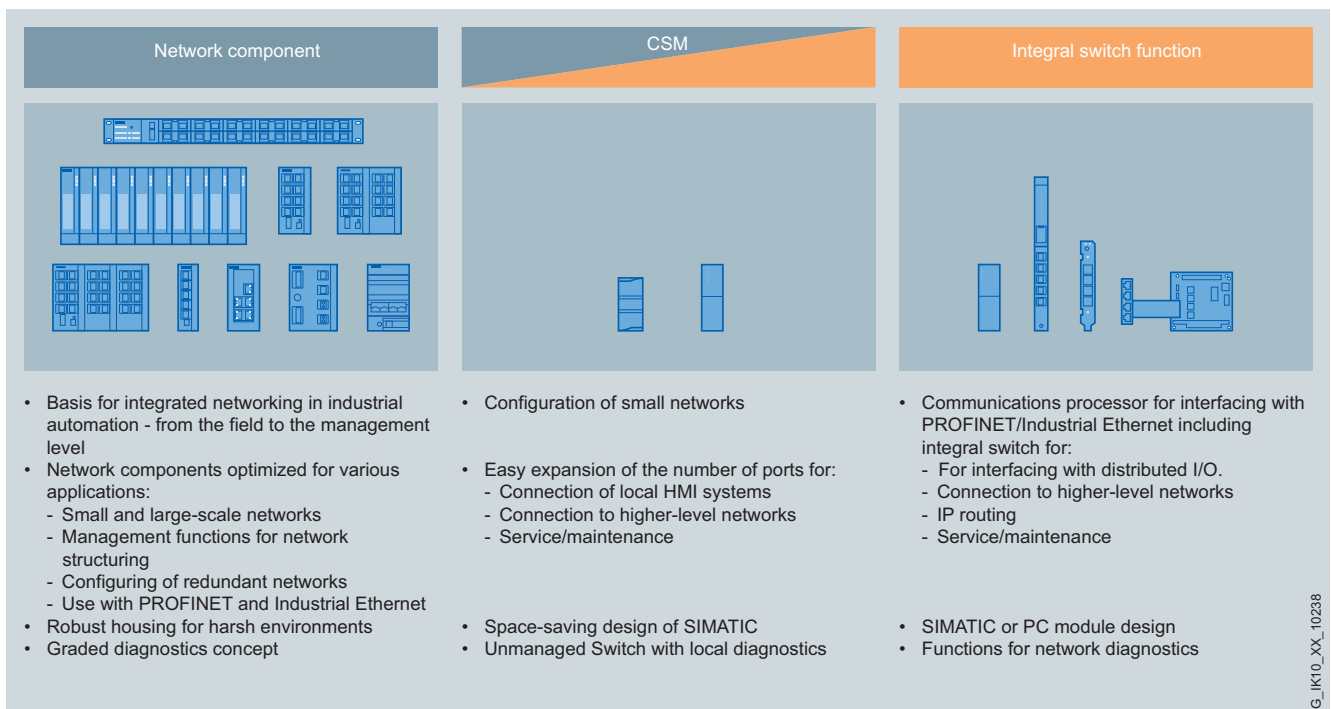 Network component
CSM
Integral switch function
• Basis for integrated networking in industrial
automation - from the field to the management
level
• Network components optimized for various
applications:
- Small and large-scale networks
- Management functions for network
structuring
- Configuring of redundant networks
- Use with PROFINET and Industrial Ethernet
• Robust housing for harsh environments
• Graded diagnostics concept
• Configuration of small networks
• Easy expansion of the number of ports for:
- Connection of local HMI systems
- Connection to higher-level networks
- Service/maintenance
• Space-saving design of SIMATIC
• Unmanaged Switch with local diagnostics
• Communications processor for interfacing with
PROFINET/Industrial Ethernet including
integral switch for:
- For interfacing with distributed I/O.
- Connection to higher-level networks
- IP routing
- Service/maintenance
• SIMATIC or PC module design
• Functions for network diagnostics
G_IK10_XX_10238